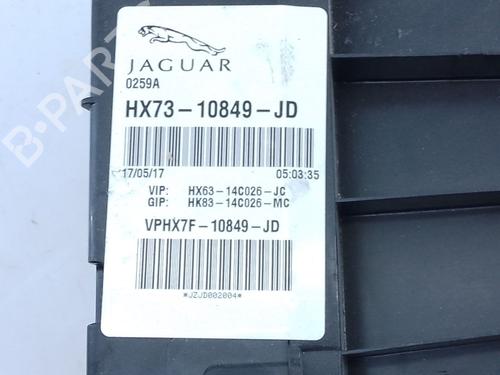 JAGUAR
0259A
HX73-10849-JD
17/05/17 05:03:35
VIP: HX63-14C026-JC
GIP: HK83-14C026-MC
VPHX7F-10849-JD
*JZJD002004*
B-PARTS